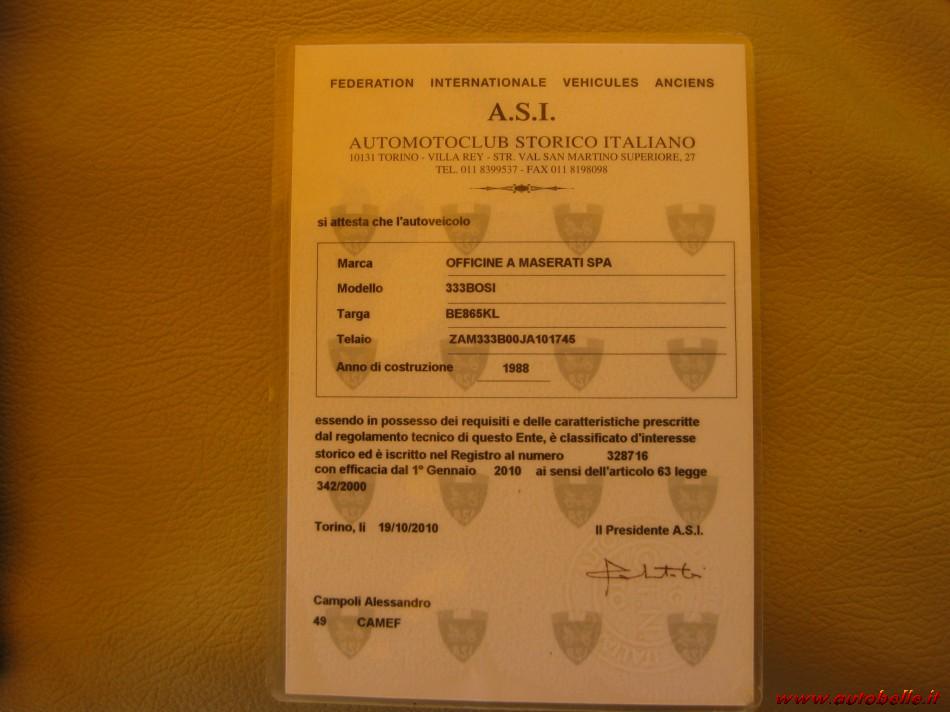 FEDERATION INTERNATIONALE VEHICULES ANCIENS
A.S.I.
AUTOMOTOCLUB STORICO ITALIANO
10131 TORINO - VILLA REY - STR. VAL SAN MARTINO SUPERIORE, 27
TEL. 011 8399537 - FAX 011 8198098
si attesta che l'autoveicolo
Marca OFFICINE A MASERATI SPA
Modello 333BOSI
Targa BE865KL
Telaio ZAM333B00JA101745
Anno di costruzione 1988
essendo in possesso dei requisiti e delle caratteristiche prescritte
dal regolamento tecnico di questo Ente, è classificato d'interesse
storico ed è iscritto nel Registro al numero 328716
con efficacia dal 1° Gennaio 2010 ai sensi dell'articolo 63 legge
342/2000
Torino, li 19/10/2010 Il Presidente A.S.I.
Campoli Alessandro
49 CAMEF
www.autobelle.it